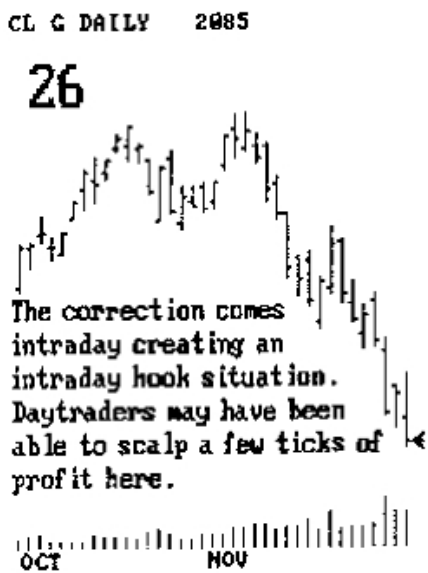 CL G DAILY 2085
26
The correction comes
intraday creating an
intraday hook situation.
Daytraders may have been
able to scalp a few ticks of
profit here.
OCT NOV